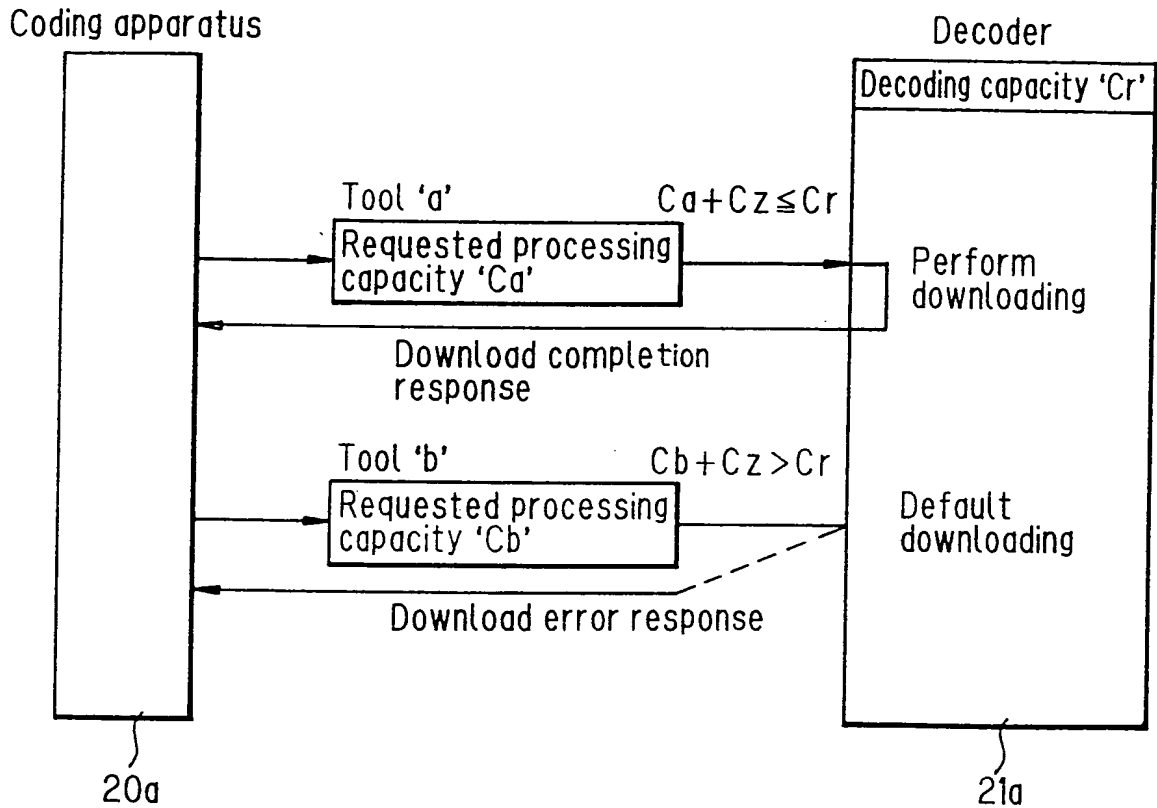 Coding apparatus
Decoder
Decoding capacity 'Cr'
Tool 'a'
Ca+Cz≦Cr
Requested processing
capacity 'Ca'
Perform
downloading
Download completion
response
Tool 'b'
Cb+Cz>Cr
Requested processing
capacity 'Cb'
Default
downloading
Download error response
20a
21a